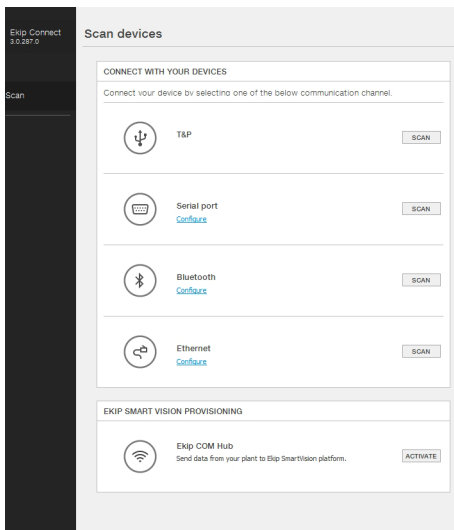 Ekip Connect
3.0.287.0
Scan devices
Scan
CONNECT WITH YOUR DEVICES
Connect your device by selecting one of the below communication channel.
T&P
SCAN
Serial port
SCAN
Configure
Bluetooth
SCAN
Configure
Ethernet
SCAN
Configure
EKIP SMART VISION PROVISIONING
Ekip COM Hub
Send data from your plant to Ekip SmartVision platform.
ACTIVATE